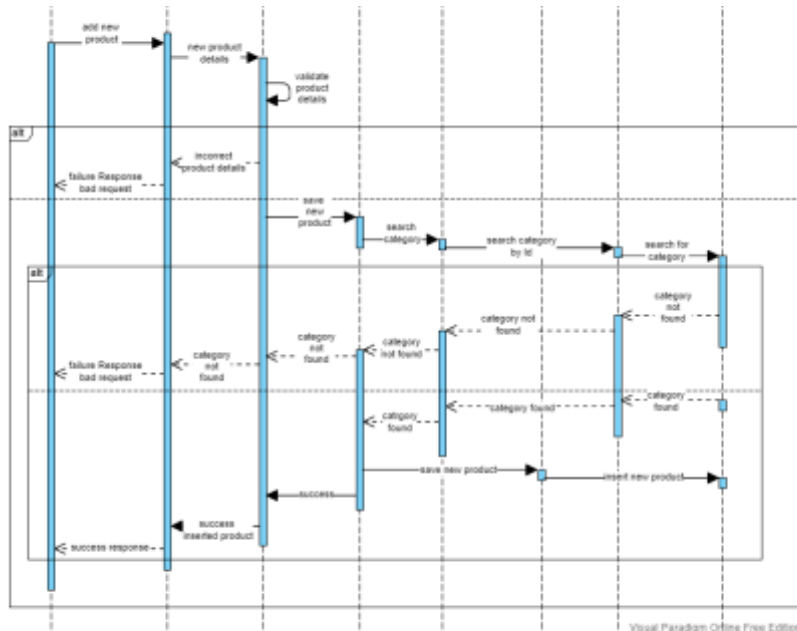 add new
product
new product
details
validate
product
details
alt
incorrect
product details
failure Response
bad request
save
new
product
search
category
search category
by Id
search for
category
alt
category
not
found
category not
found
category
not found
category
not
found
category
not
found
failure Response
bad request
category
found
category found
category
found
save new product
insert new product
success
success
inserted product
success response
Visual Paradigm Online Free Edition